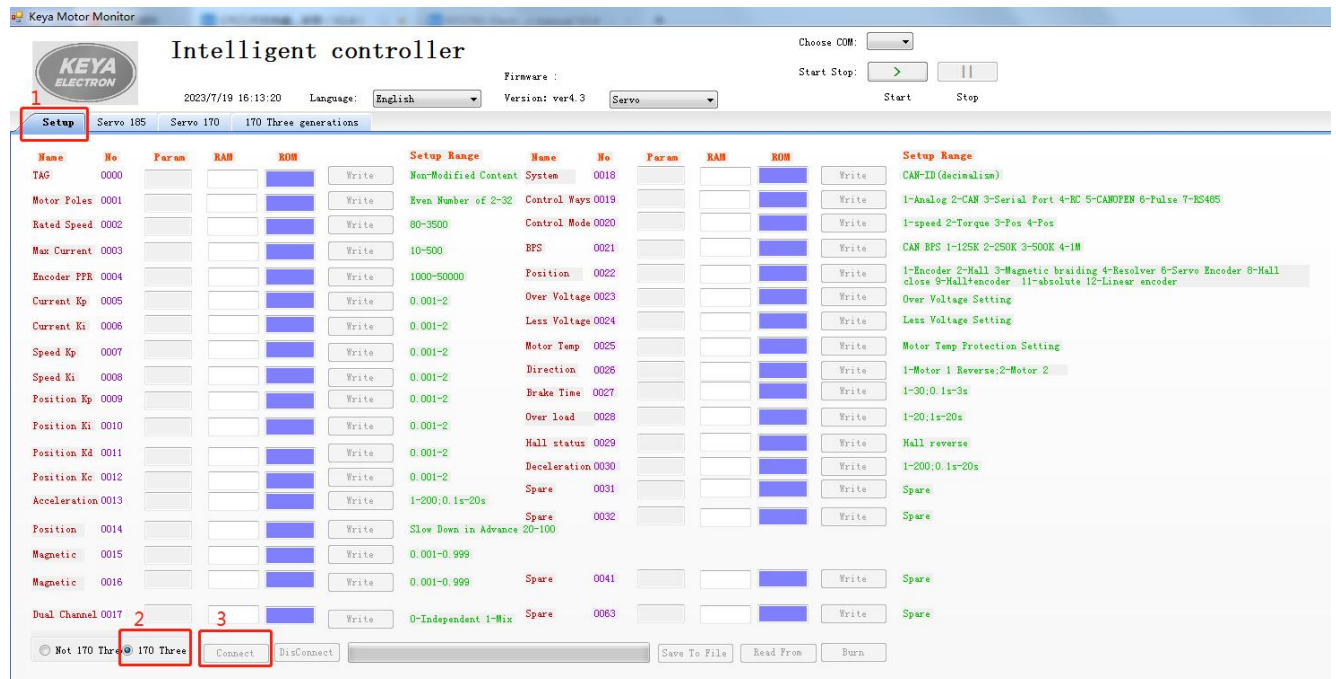 Keya Motor Monitor
KEYA
ELECTRON
Intelligent controller
Choose COM:
Firmware :
Start Stop:
2023/7/19 16:13:20 Language: English Version: ver4.3 Servo Start Stop
1
Setup Servo 185 Servo 170 170 Three generations
Name No Param RAM ROM Setup Range Name No Param RAM ROM Setup Range
TAG 0000 Write Non-Modified Content System 0018 Write CAN-ID(decimalism)
Motor Poles 0001 Write Even Number of 2-32 Control Ways 0019 Write 1-Analog 2-CAN 3-Serial Port 4-RC 5-CANOPEN 6-Pulse 7-RS485
Rated Speed 0002 Write 80-3500 Control Mode 0020 Write 1-speed 2-Torque 3-Pos 4-Pos
Max Current 0003 Write 10-500 BPS 0021 Write CAN BPS 1-125K 2-250K 3-500K 4-1M
Encoder PPR 0004 Write 1000-50000 Position 0022 Write 1-Encoder 2-Hall 3-Magnetic braiding 4-Resolver 6-Servo Encoder 8-Hall
close 9-Hall+encoder 11-absolute 12-Linear encoder
Current Kp 0005 Write 0.001-2 Over Voltage 0023 Write Over Voltage Setting
Current Ki 0006 Write 0.001-2 Less Voltage 0024 Write Less Voltage Setting
Speed Kp 0007 Write 0.001-2 Motor Temp 0025 Write Motor Temp Protection Setting
Speed Ki 0008 Write 0.001-2 Direction 0026 Write 1-Motor 1 Reverse;2-Motor 2
Position Kp 0009 Write 0.001-2 Brake Time 0027 Write 1-30;0.1s-3s
Position Ki 0010 Write 0.001-2 Over load 0028 Write 1-20;1s-20s
Position Kd 0011 Write 0.001-2 Hall status 0029 Write Hall reverse
Position Kc 0012 Write 0.001-2 Deceleration 0030 Write 1-200;0.1s-20s
Acceleration 0013 Write 1-200;0.1s-20s Spare 0031 Write Spare
Position 0014 Write Slow Down in Advance 20-100 Spare 0032 Write Spare
Magnetic 0015 Write 0.001-0.999
Magnetic 0016 Write 0.001-0.999 Spare 0041 Write Spare
Dual Channel 0017 Write 0-Independent 1-Mix Spare 0063 Write Spare
2 3
Not 170 Thre 170 Three Connect DisConnect Save To File Read From Burn